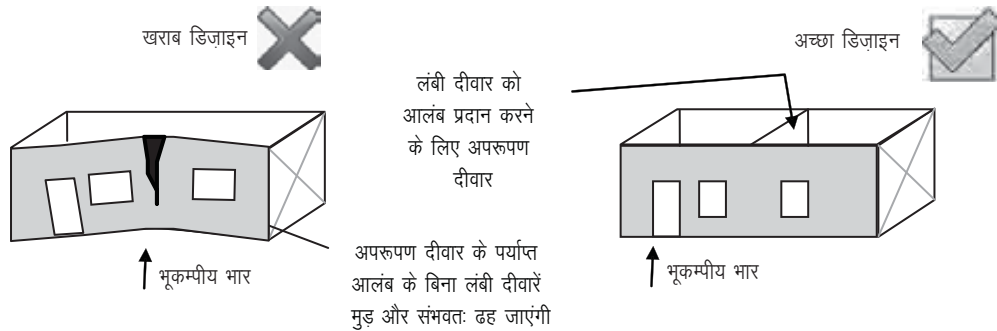 खराब डिज़ाइन
अच्छा डिज़ाइन
लंबी दीवार को
आलंब प्रदान करने
के लिए अपरूपण
दीवार
भूकम्पीय भार
अपरूपण दीवार के पर्याप्त
आलंब के बिना लंबी दीवारें
मुड़ और संभवतः ढह जाएंगी
भूकम्पीय भार